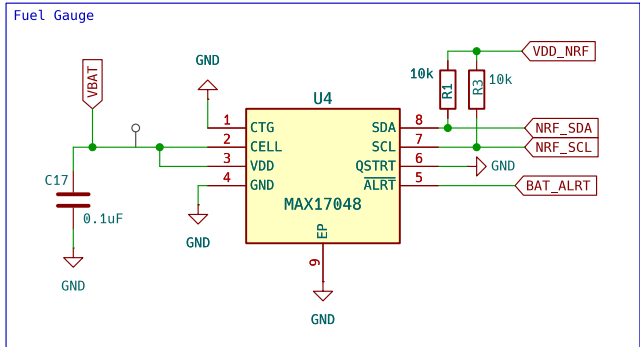 Fuel Gauge
VDD_NRF
GND
10k
R1
R3
10k
VBAT
U4
1
CTG
SDA
8
NRF_SDA
2
CELL
SCL
7
NRF_SCL
3
VDD
QSTRT
6
GND
4
GND
ALRT
5
BAT_ALRT
C17
0.1uF
MAX17048
GND
EP
9
GND
GND